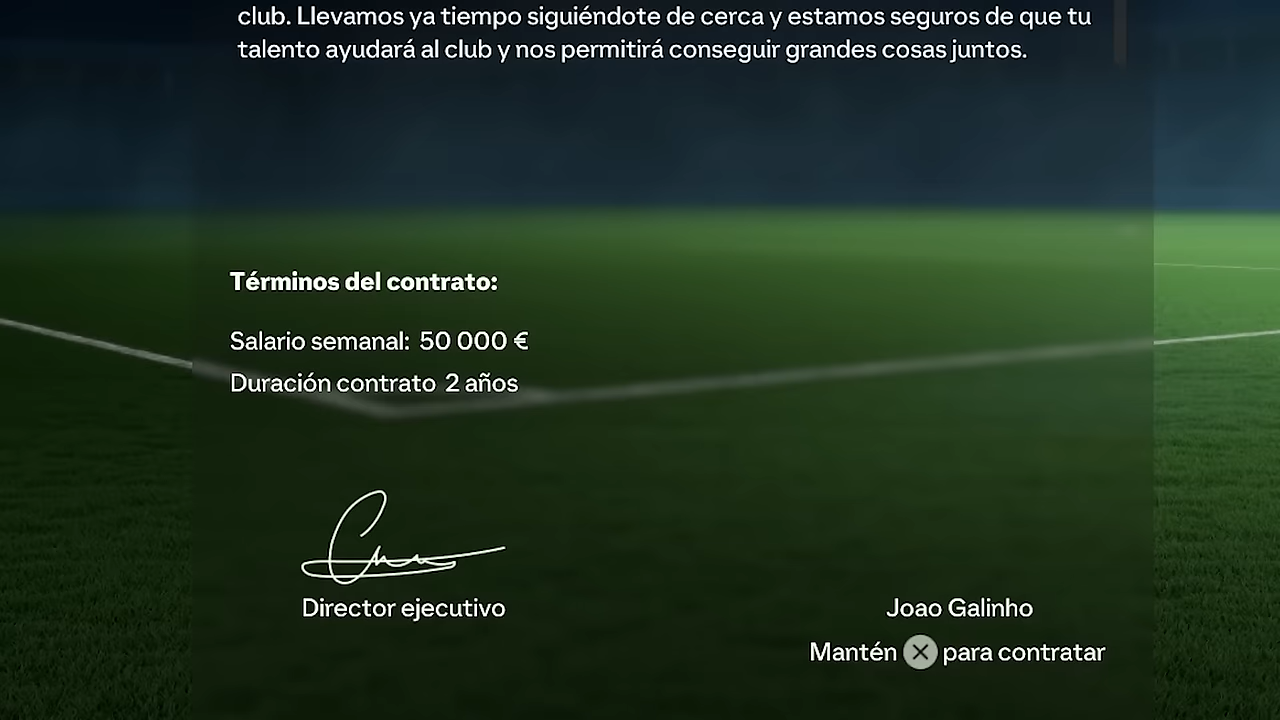 club. Llevamos ya tiempo siguiéndote de cerca y estamos seguros de que tu
talento ayudará al club y nos permitirá conseguir grandes cosas juntos.
Términos del contrato:
Salario semanal: 50 000 €
Duración contrato 2 años
Director ejecutivo
Joao Galinho
Mantén para contratar